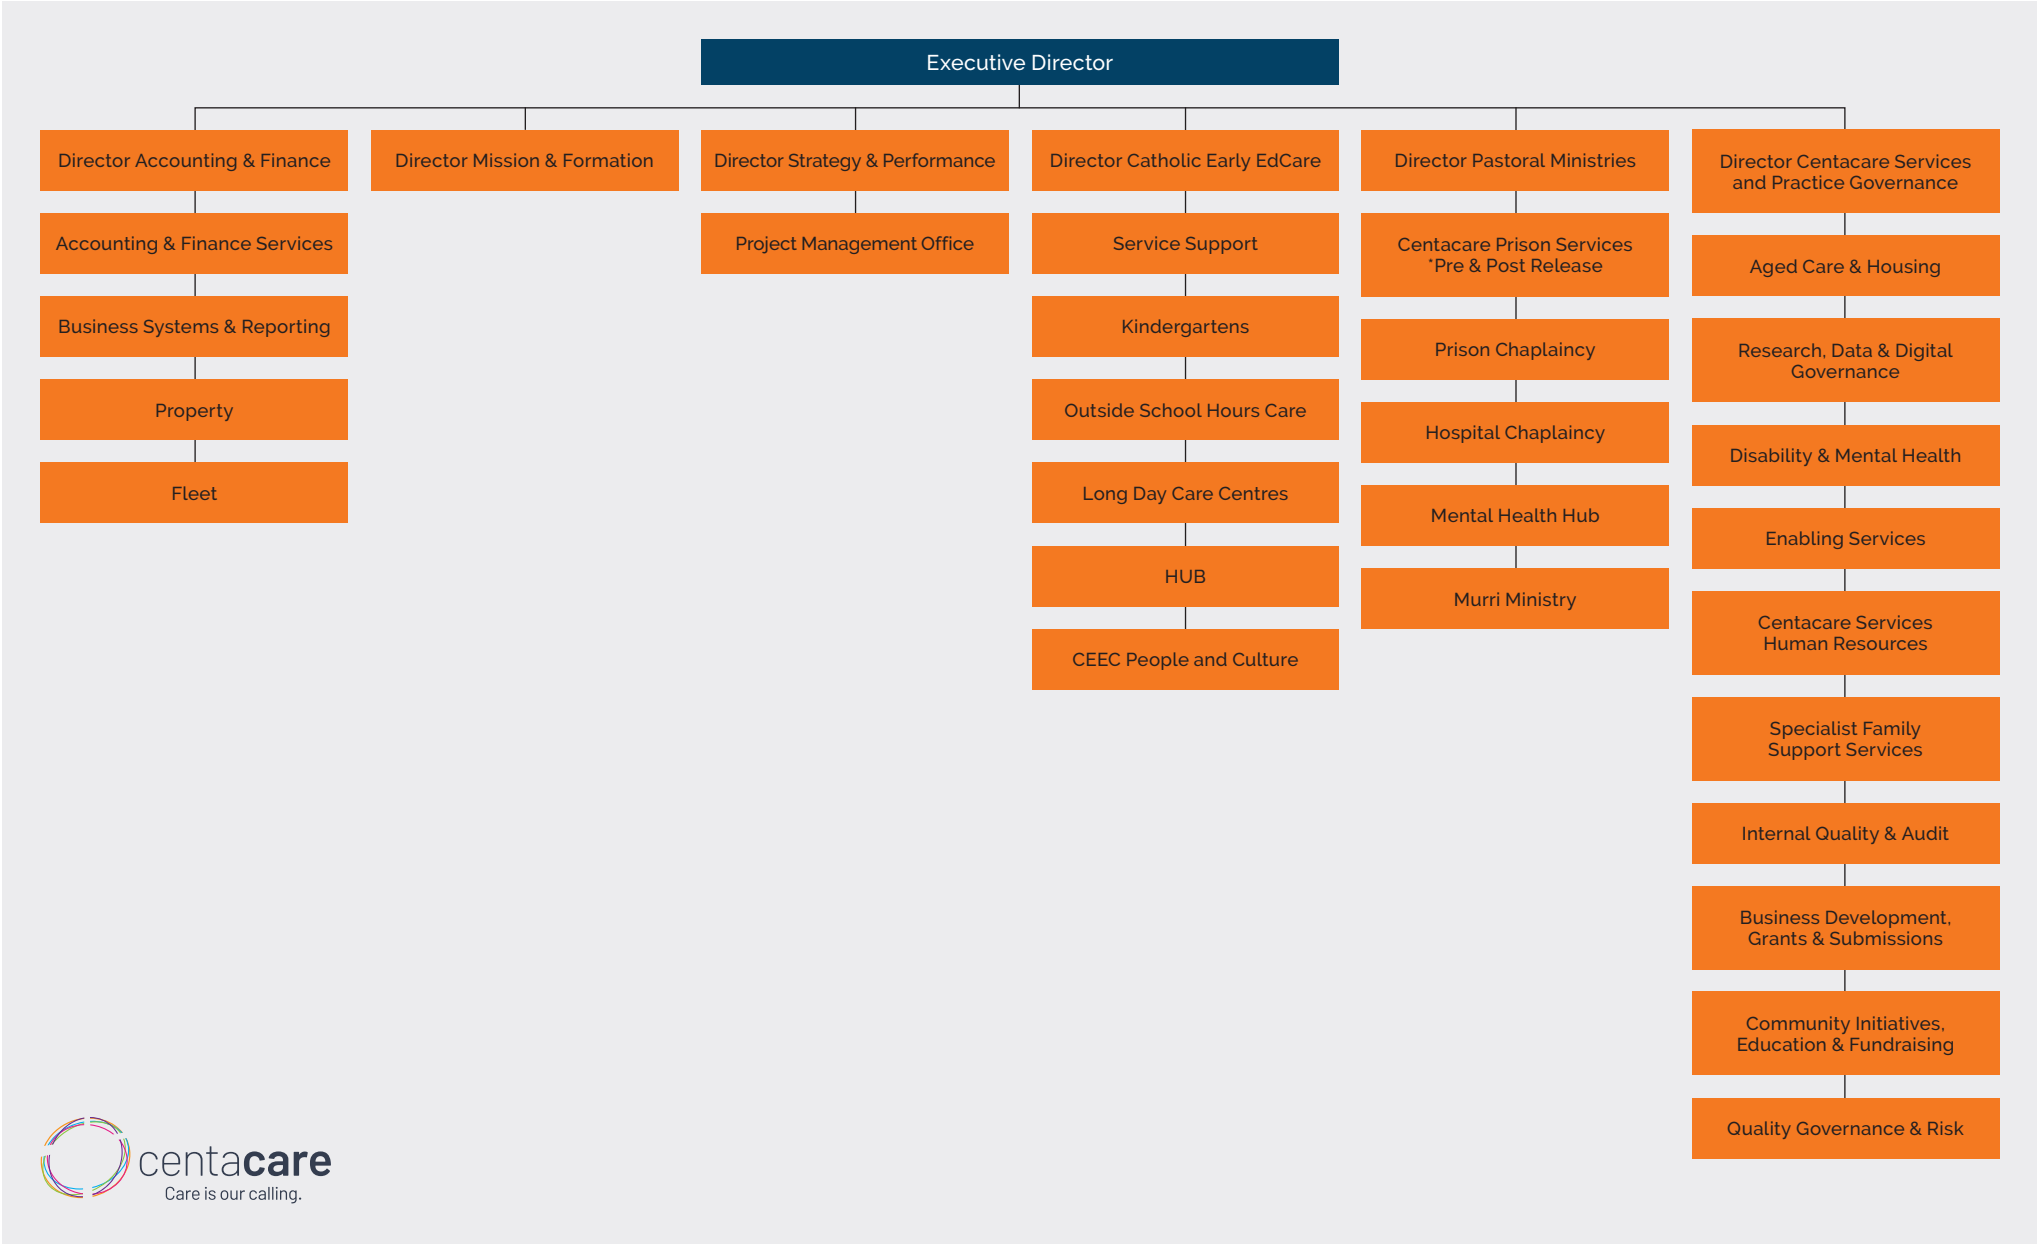 Executive Director
Director Accounting & Finance
Accounting & Finance Services
Business Systems & Reporting
Property
Fleet
Director Mission & Formation
Director Strategy & Performance
Project Management Office
Director Catholic Early EdCare
Service Support
Kindergartens
Outside School Hours Care
Long Day Care Centres
HUB
CEEC People and Culture
Director Pastoral Ministries
Centacare Prison Services
*Pre & Post Release
Prison Chaplaincy
Hospital Chaplaincy
Mental Health Hub
Murri Ministry
Director Centacare Services
and Practice Governance
Aged Care & Housing
Research, Data & Digital
Governance
Disability & Mental Health
Enabling Services
Centacare Services
Human Resources
Specialist Family
Support Services
Internal Quality & Audit
Business Development,
Grants & Submissions
Community Initiatives,
Education & Fundraising
Quality Governance & Risk
centacare
Care is our calling.